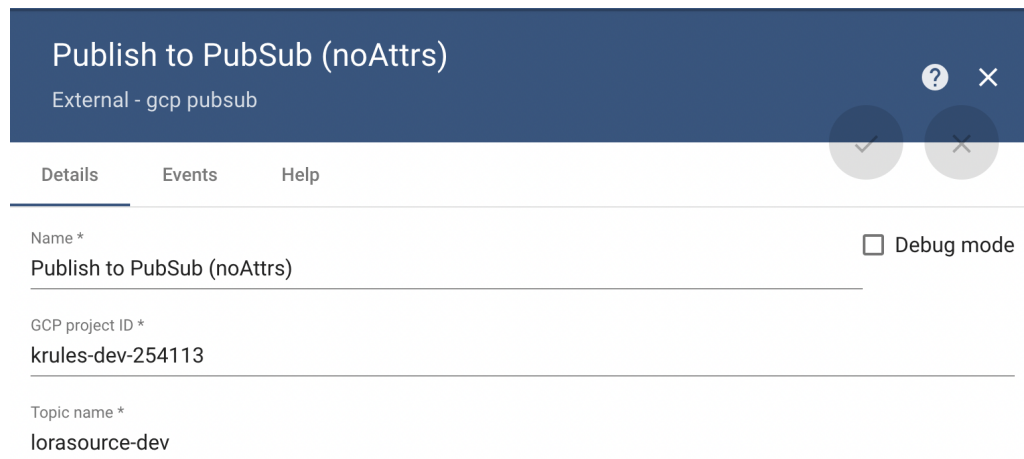 Publish to PubSub (noAttrs)
External - gcp pubsub
Details Events Help
Name *
Publish to PubSub (noAttrs)
Debug mode
GCP project ID *
krules-dev-254113
Topic name *
lorasource-dev